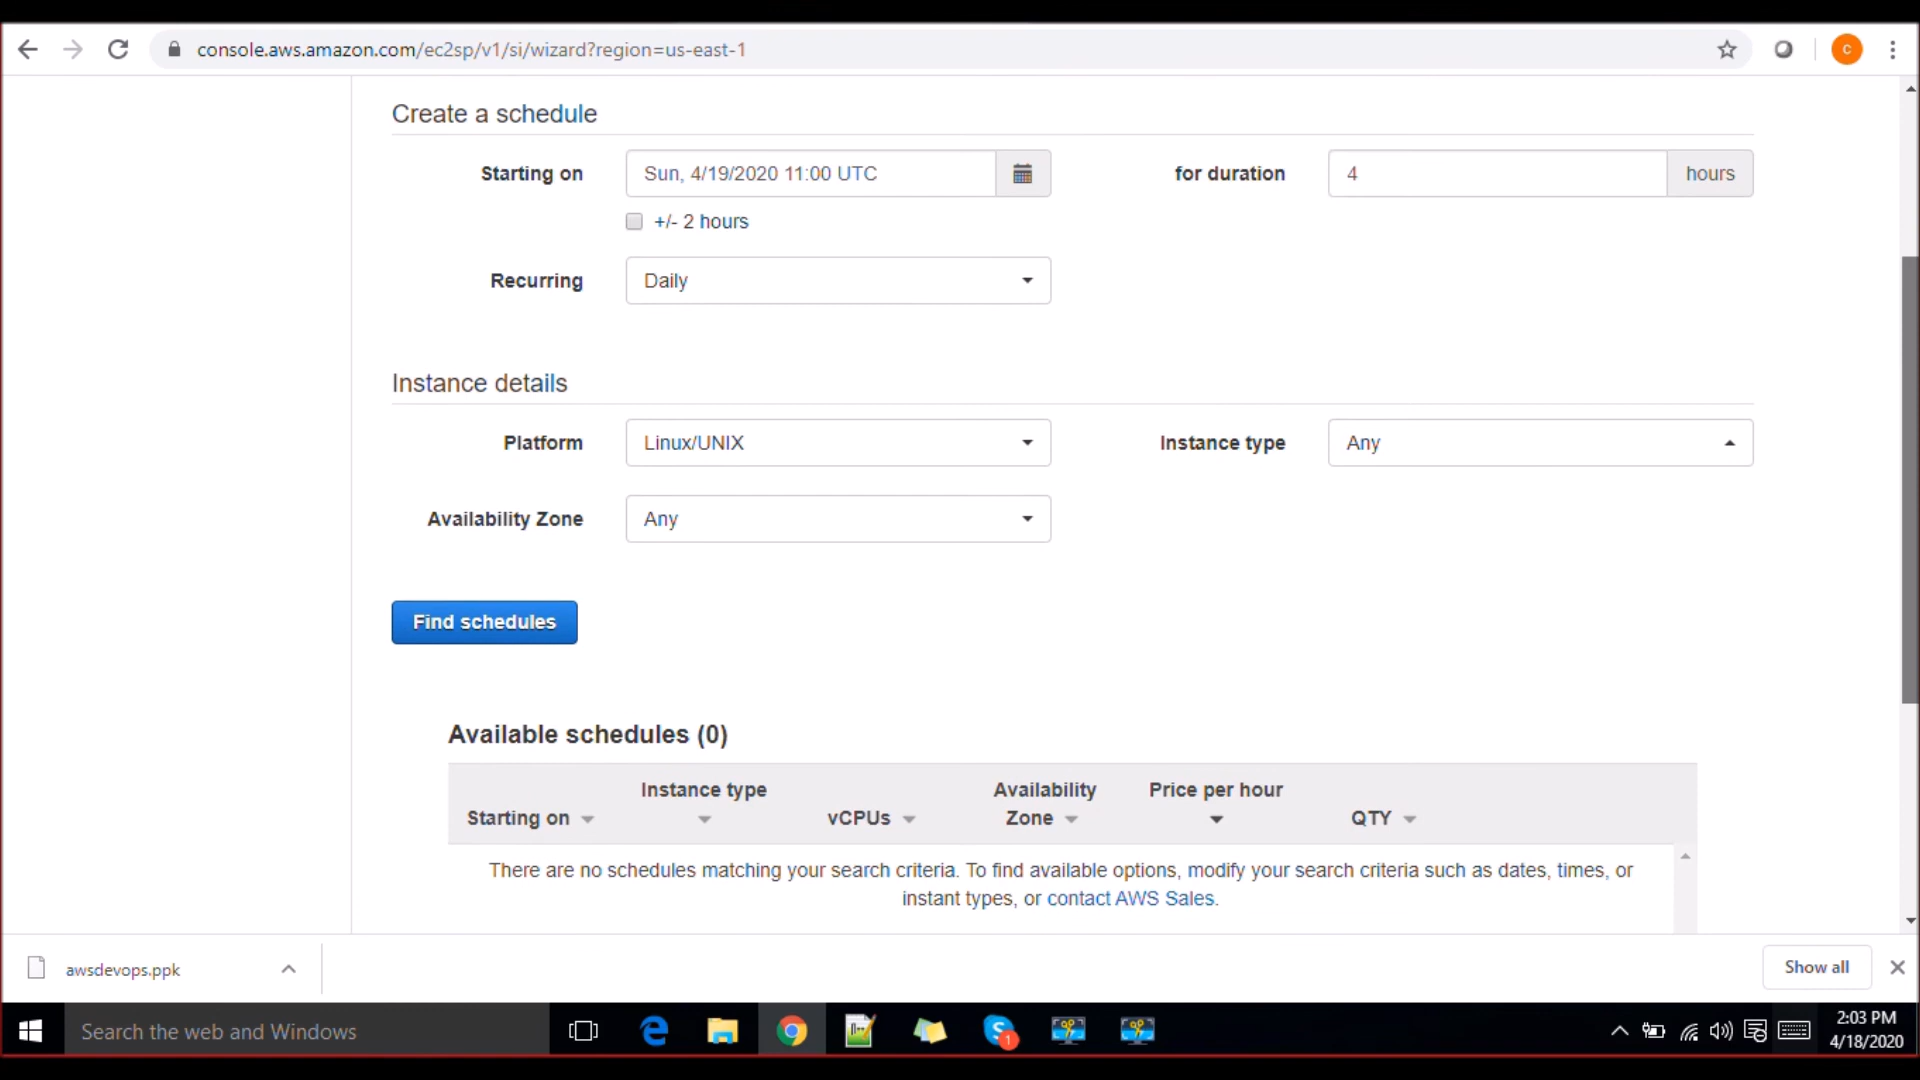 console.aws.amazon.com/ec2sp/v1/si/wizard?region=us-east-1
C
Create a schedule
Starting on
Sun, 4/19/2020 11:00 UTC
for duration
4
hours
+/- 2 hours
Recurring
Daily
Instance details
Platform
Linux/UNIX
Instance type
Any
Availability Zone
Any
Find schedules
Available schedules (0)
Starting on
Instance type
vCPUs
Availability
Zone
Price per hour
QTY
There are no schedules matching your search criteria. To find available options, modify your search criteria such as dates, times, or
instant types, or contact AWS Sales.
awsdevops.ppk
Show all
Search the web and Windows
S
1
2:03 PM
4/18/2020